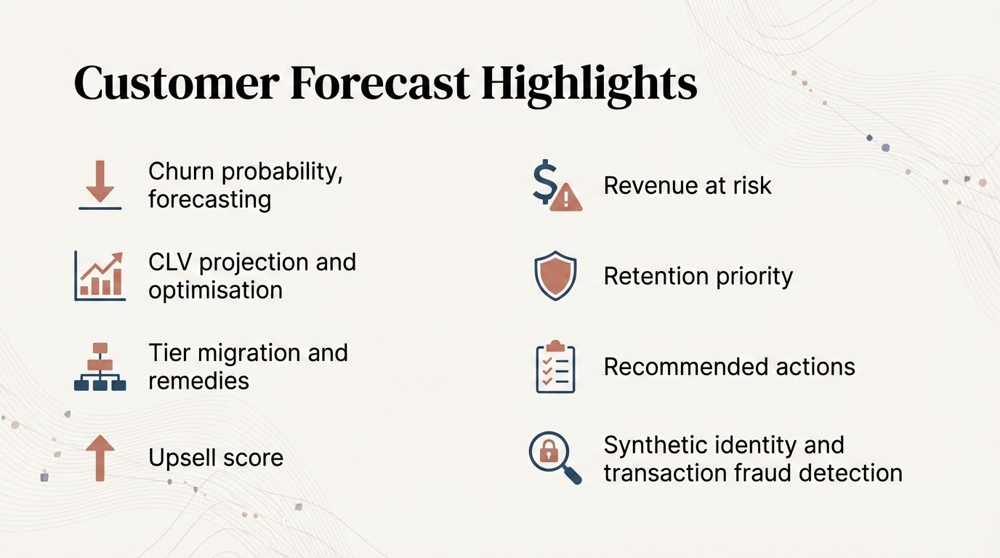 Customer Forecast Highlights
Churn probability,
forecasting
CLV projection and
optimisation
Tier migration and
remedies
Upsell score
$
Revenue at risk
Retention priority
Recommended actions
Synthetic identity and
transaction fraud detection